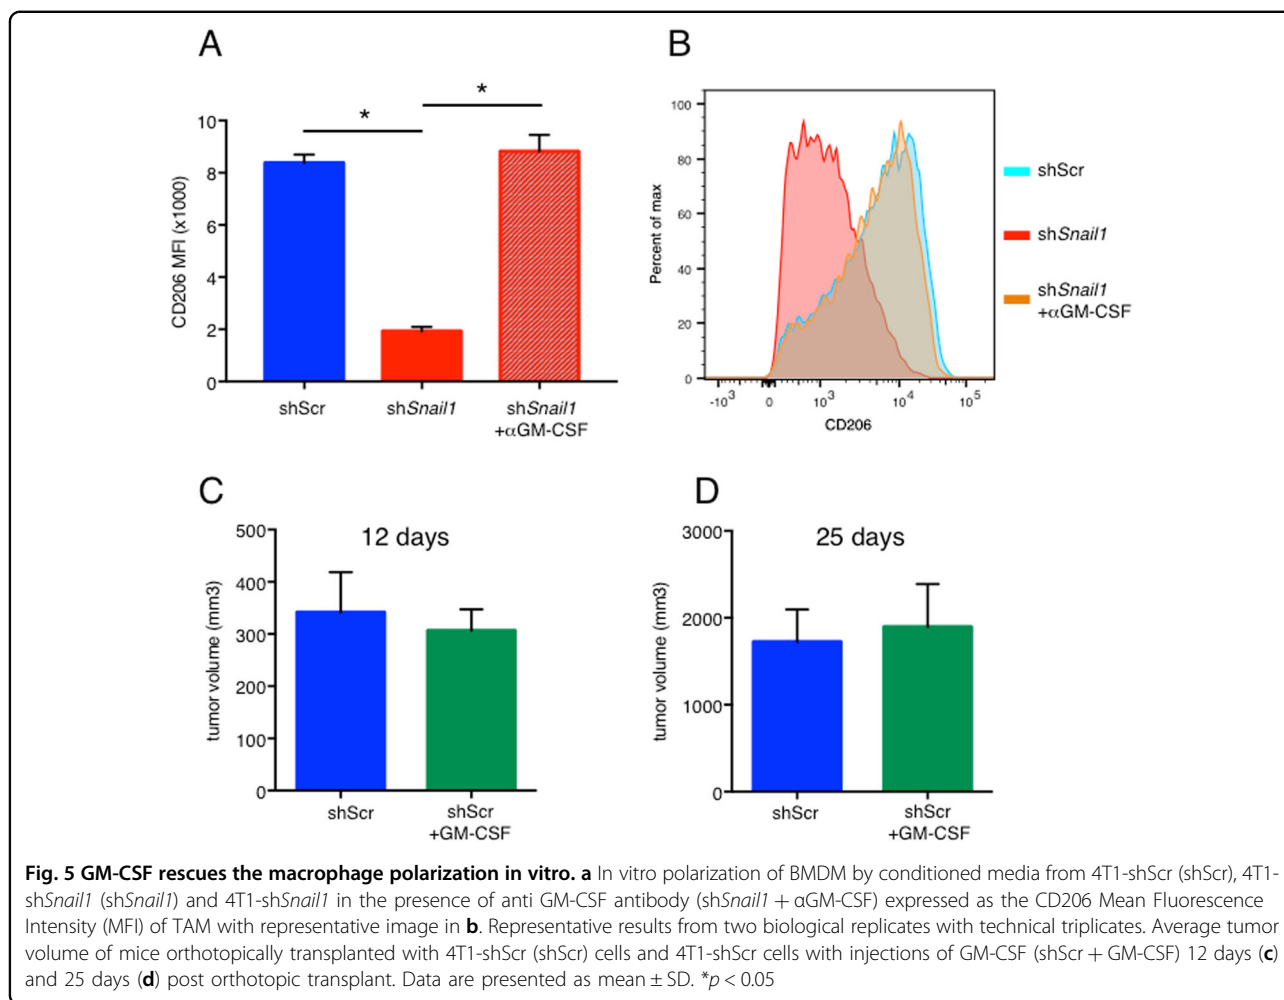 A
*
*
10
8
6
4
2
0
CD206 MFI (x1000)
shScr
shSnail1
shSnail1
+αGM-CSF
B
100
80
60
40
20
0
Percent of max
-10³ 0 10³ 10⁴ 10⁵
CD206
shScr
shSnail1
shSnail1
+αGM-CSF
C
12 days
500
400
300
200
100
0
tumor volume (mm3)
shScr
shScr
+GM-CSF
D
25 days
3000
2000
1000
0
tumor volume (mm3)
shScr
shScr
+GM-CSF
Fig. 5 GM-CSF rescues the macrophage polarization in vitro. a In vitro polarization of BMDM by conditioned media from 4T1-shScr (shScr), 4T1-
shSnail1 (shSnail1) and 4T1-shSnail1 in the presence of anti GM-CSF antibody (shSnail1 + αGM-CSF) expressed as the CD206 Mean Fluorescence
Intensity (MFI) of TAM with representative image in b. Representative results from two biological replicates with technical triplicates. Average tumor
volume of mice orthotopically transplanted with 4T1-shScr (shScr) cells and 4T1-shScr cells with injections of GM-CSF (shScr + GM-CSF) 12 days (c)
and 25 days (d) post orthotopic transplant. Data are presented as mean ± SD. *p < 0.05